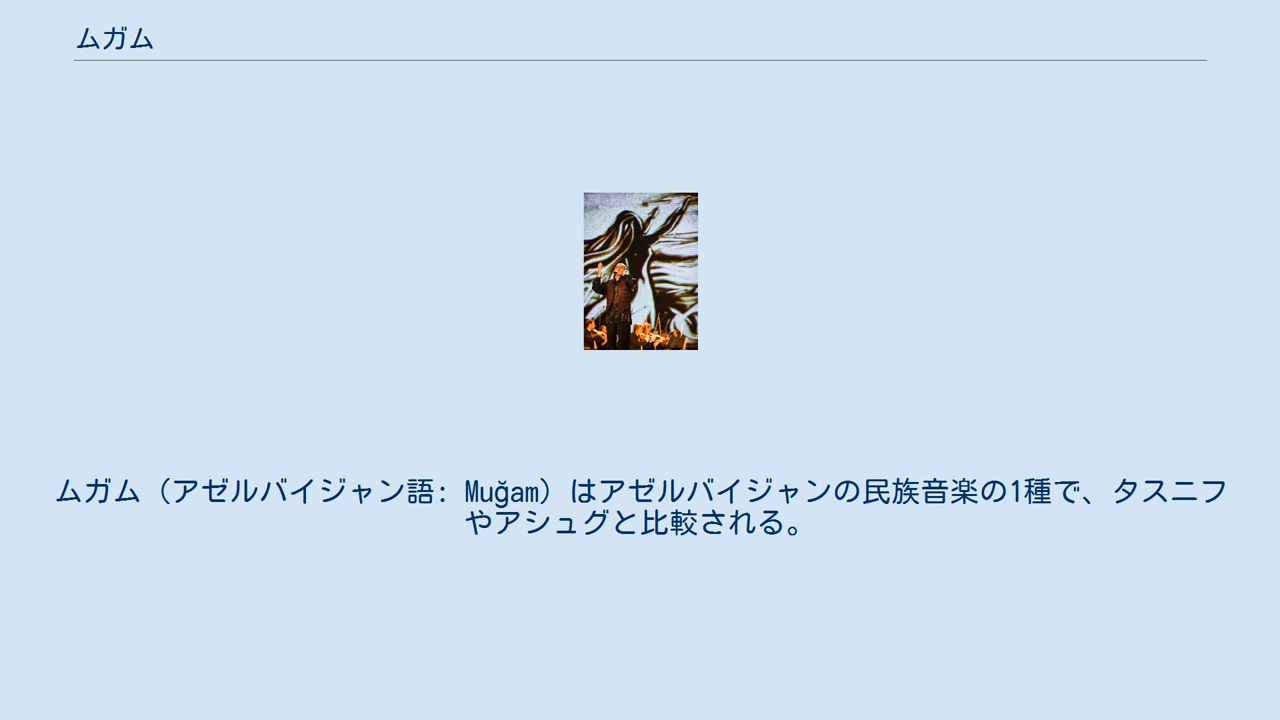 ムガム
ムガム（アゼルバイジャン語: Muğam）はアゼルバイジャンの民族音楽の1種で、タスニフ
やアシュグと比較される。